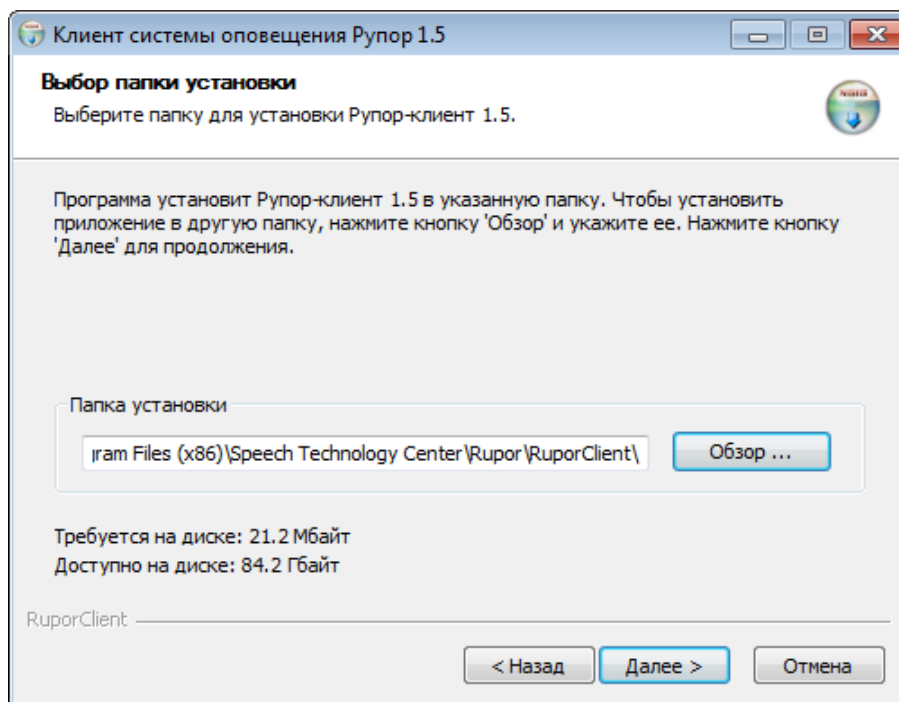 Клиент системы оповещения Рупор 1.5
Выбор папки установки
Выберите папку для установки Рупор-клиент 1.5.
Программа установит Рупор-клиент 1.5 в указанную папку. Чтобы установить
приложение в другую папку, нажмите кнопку 'Обзор' и укажите ее. Нажмите кнопку
'Далее' для продолжения.
Папка установки
ram Files (x86)\Speech Technology Center\Rupor\RuporClient\
Обзор ...
Требуется на диске: 21.2 Мбайт
Доступно на диске: 84.2 Гбайт
RuporClient
< Назад
Далее >
Отмена